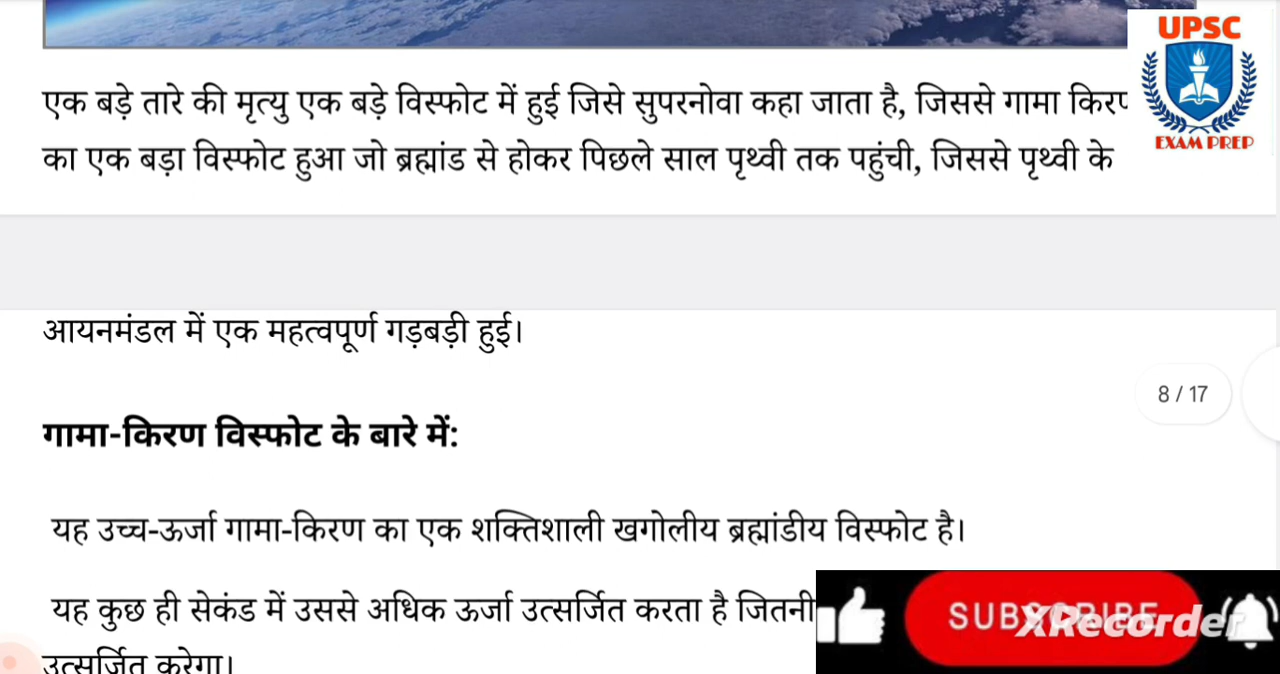 UPSC
EXAM PREP
एक बड़े तारे की मृत्यु एक बड़े विस्फोट में हुई जिसे सुपरनोवा कहा जाता है, जिससे गामा
का एक बड़ा विस्फोट हुआ जो ब्रह्मांड से होकर पिछले साल पृथ्वी तक पहुंची, जिससे पृथ्वी के
आयनमंडल में एक महत्वपूर्ण गड़बड़ी हुई।
8 / 17
गामा-किरण विस्फोट के बारे में:
यह उच्च-ऊर्जा गामा-किरण का एक शक्तिशाली खगोलीय ब्रह्मांडीय विस्फोट है।
यह कुछ ही सेकंड में उससे अधिक ऊर्जा उत्सर्जित करता है जितनी
SUBSCRIBE
XRecorder
उत्सर्जित करेगा।